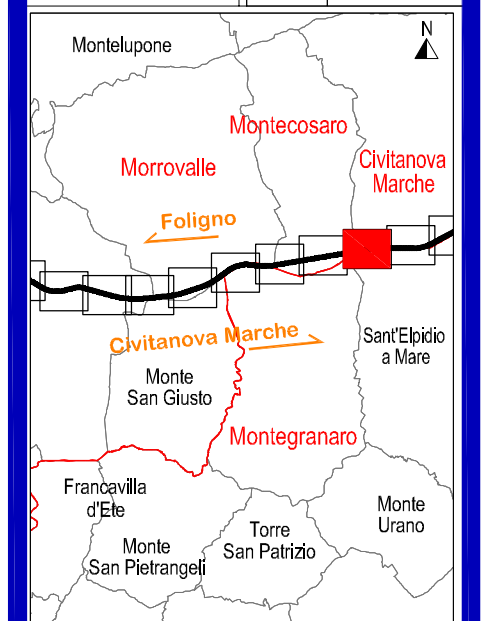 N
Montelupone
Montecosaro
Morrovalle
Civitanova
Marche
Foligno
Civitanova Marche
Sant'Elpidio
a Mare
Monte
San Giusto
Montegranaro
Francavilla
d'Ete
Monte
Urano
Torre
San Patrizio
Monte
San Pietrangeli